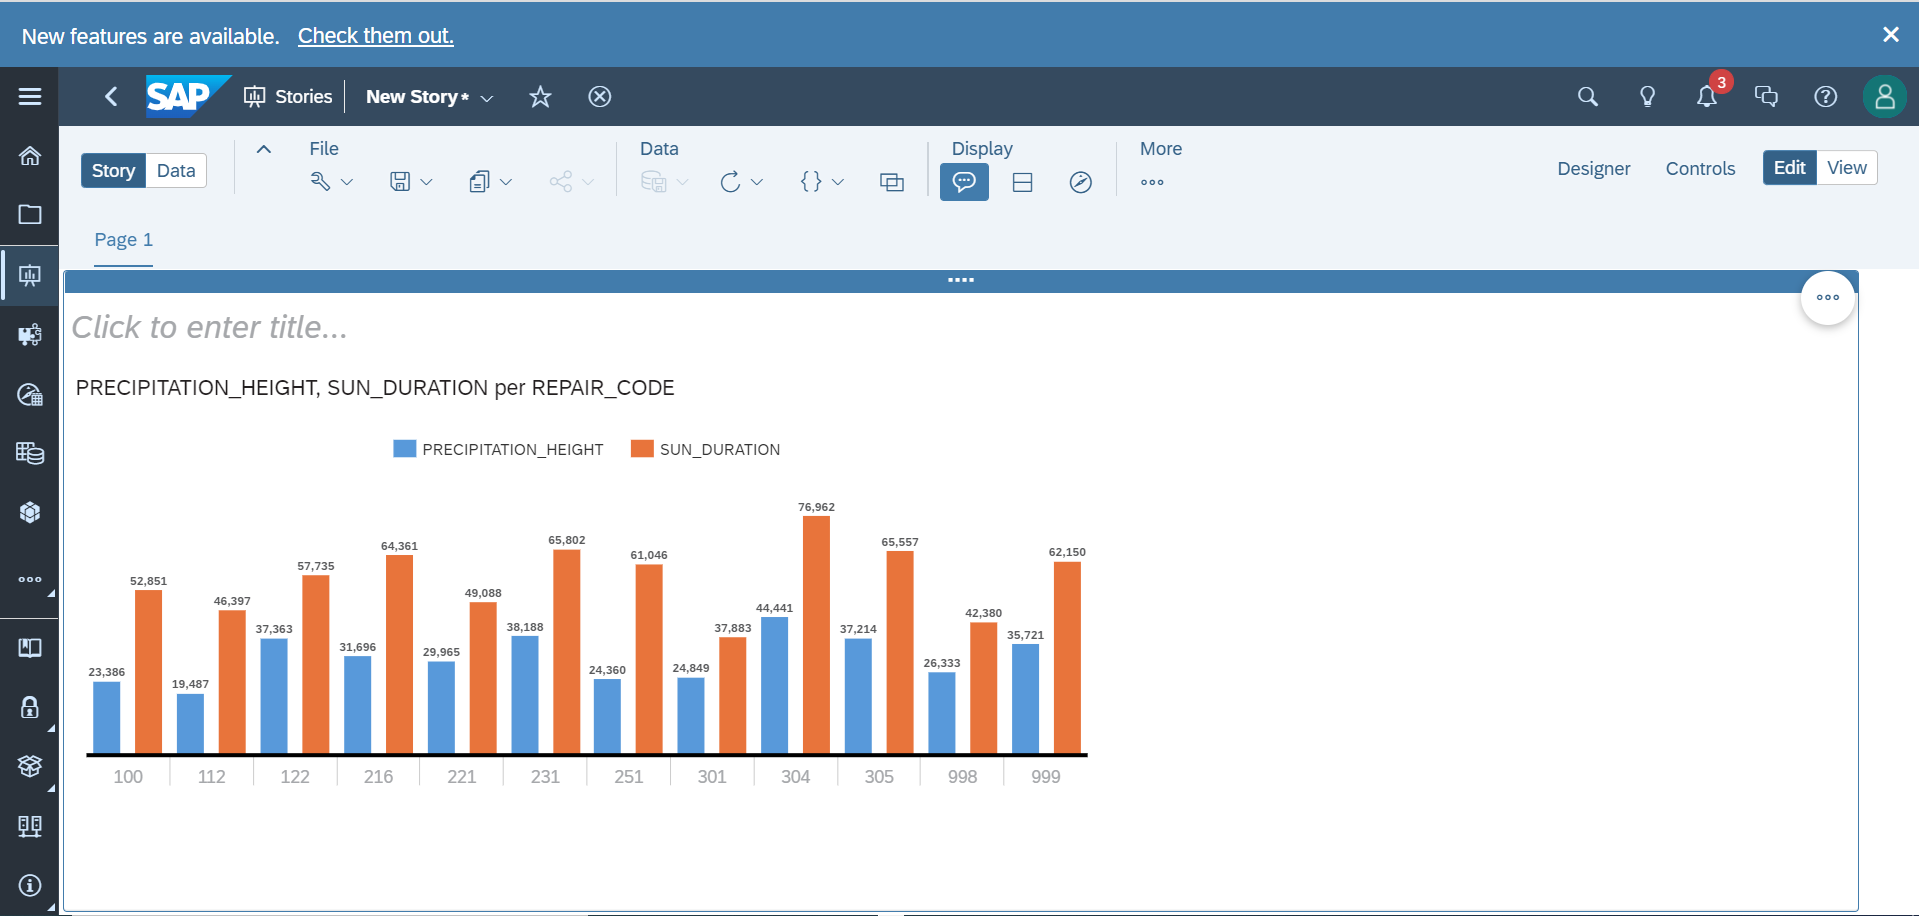 New features are available. Check them out.
SAP Stories New Story* 3
Story Data File Data Display More Designer Controls Edit View
Page 1
Click to enter title...
PRECIPITATION_HEIGHT, SUN_DURATION per REPAIR_CODE
PRECIPITATION_HEIGHT SUN_DURATION
23,386 52,851 19,487 46,397 37,363 57,735 31,696 64,361 29,965 49,088 38,188 65,802 24,360 61,046 24,849 37,883 44,441 76,962 37,214 65,557 26,333 42,380 35,721 62,150
100 112 122 216 221 231 251 301 304 305 998 999